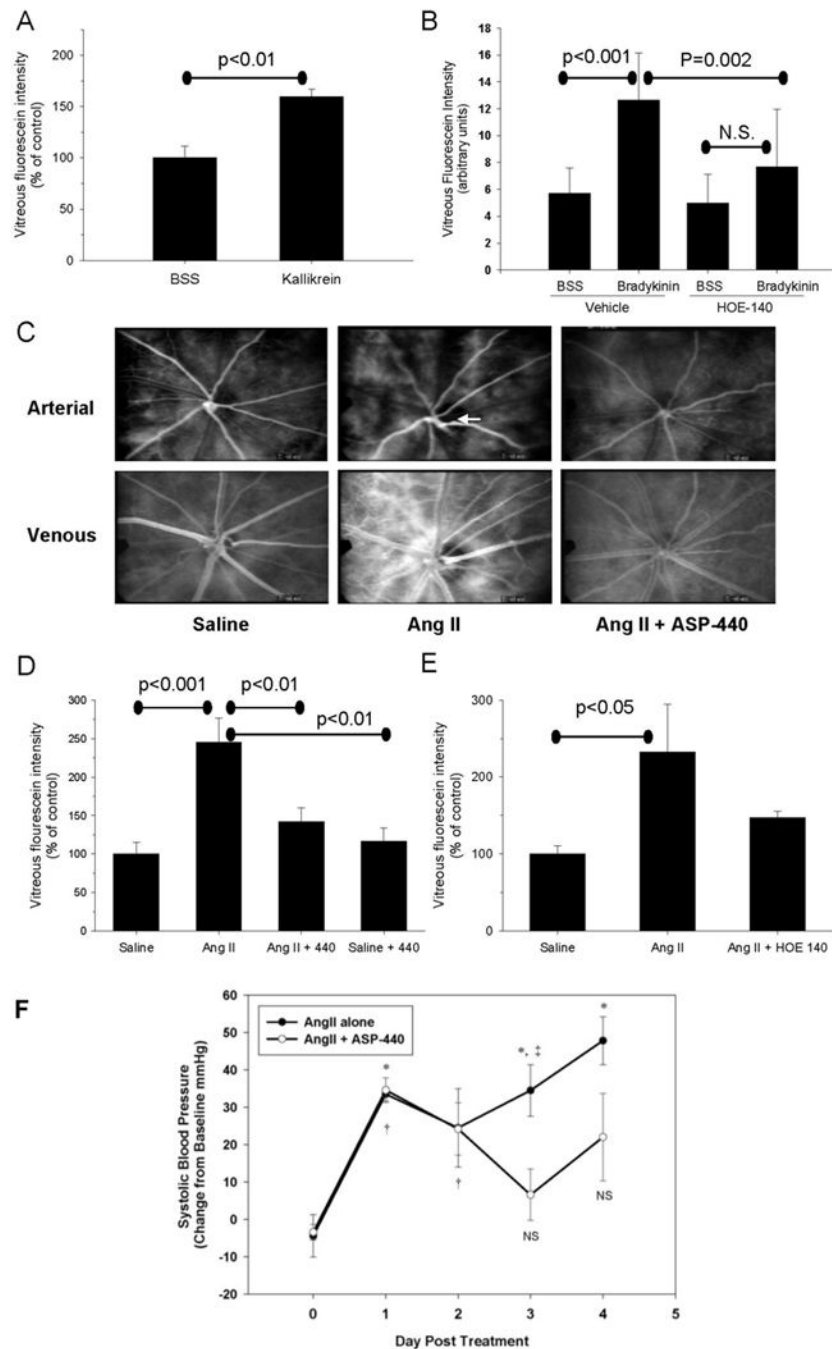 A
p<0.01
Vitreous fluorescein intensity
(% of control)
200
150
100
50
0
BSS
Kallikrein
B
p<0.001
P=0.002
N.S.
Vitreous Fluorescein Intensity
(arbitrary units)
18
16
14
12
10
8
6
4
2
0
BSS
Bradykinin
BSS
Bradykinin
Vehicle
HOE-140
C
Arterial
Venous
Saline
Ang II
Ang II + ASP-440
D
p<0.001
p<0.01
p<0.01
Vitreous flourescein intensity
(% of control)
300
250
200
150
100
50
0
Saline
Ang II
Ang II + 440
Saline + 440
E
p<0.05
Vitreous fluorescein intensity
(% of control)
300
200
100
0
Saline
Ang II
Ang II + HOE 140
F
AngII alone
AngII + ASP-440
Systolic Blood Pressure
(Change from Baseline mmHg)
60
50
40
30
20
10
0
-10
-20
*
†
†
*, ‡
*
NS
NS
0
1
2
3
4
5
Day Post Treatment